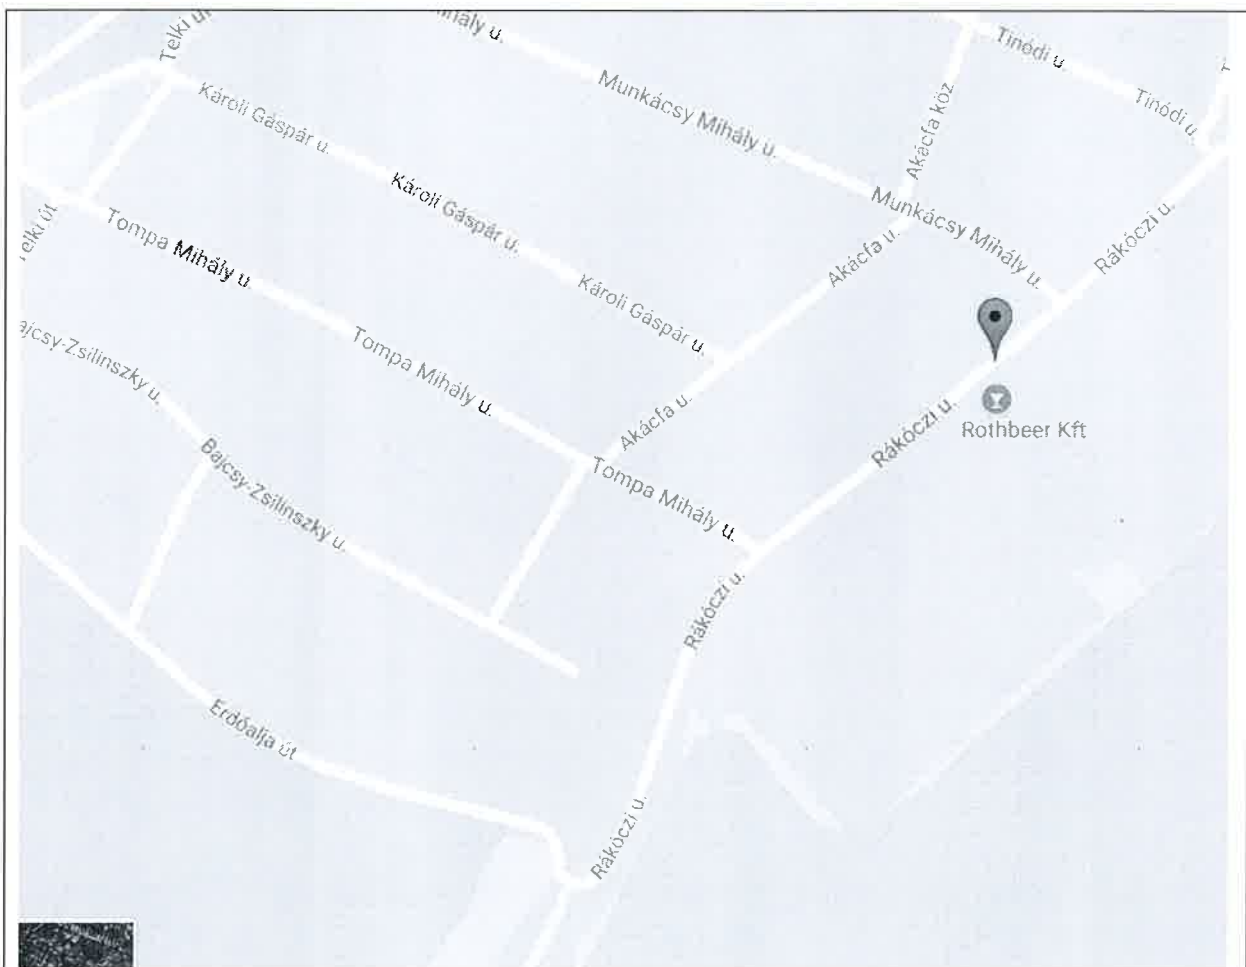 Telki út
Mihály u.
Tinódi u.
Károli Gáspár u.
Munkácsy Mihály u.
Akácfa köz
Tinódi u.
Károli Gáspár u.
Munkácsy Mihály u.
Rákóczi u.
Telki út
Tompa Mihály u.
Akácfa u.
Károli Gáspár u.
Bajcsy-Zsilinszky u.
Tompa Mihály u.
Akácfa u.
Rákóczi u.
Rothbeer Kft
Bajcsy-Zsilinszky u.
Tompa Mihály u.
Rákóczi u.
Erdőalja út
Rákóczi u.